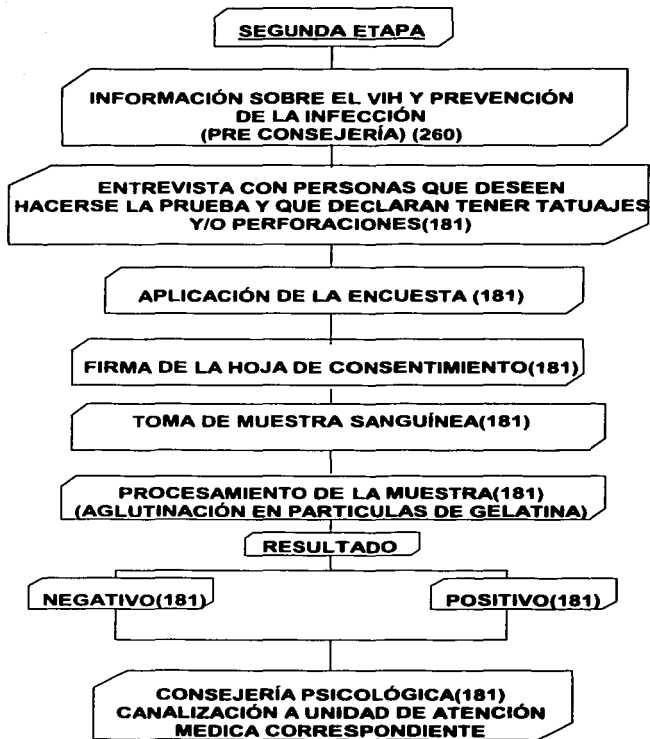 SEGUNDA ETAPA
INFORMACIÓN SOBRE EL VIH Y PREVENCIÓN
DE LA INFECCIÓN
(PRE CONSEJERÍA) (260)
ENTREVISTA CON PERSONAS QUE DESEEN
HACERSE LA PRUEBA Y QUE DECLARAN TENER TATUAJES
Y/O PERFORACIONES(181)
APLICACIÓN DE LA ENCUESTA (181)
FIRMA DE LA HOJA DE CONSENTIMIENTO(181)
TOMA DE MUESTRA SANGUÍNEA(181)
PROCESAMIENTO DE LA MUESTRA(181)
(AGLUTINACIÓN EN PARTICULAS DE GELATINA)
RESULTADO
NEGATIVO(181)
POSITIVO(181)
CONSEJERÍA PSICOLÓGICA(181)
CANALIZACIÓN A UNIDAD DE ATENCIÓN
MEDICA CORRESPONDIENTE